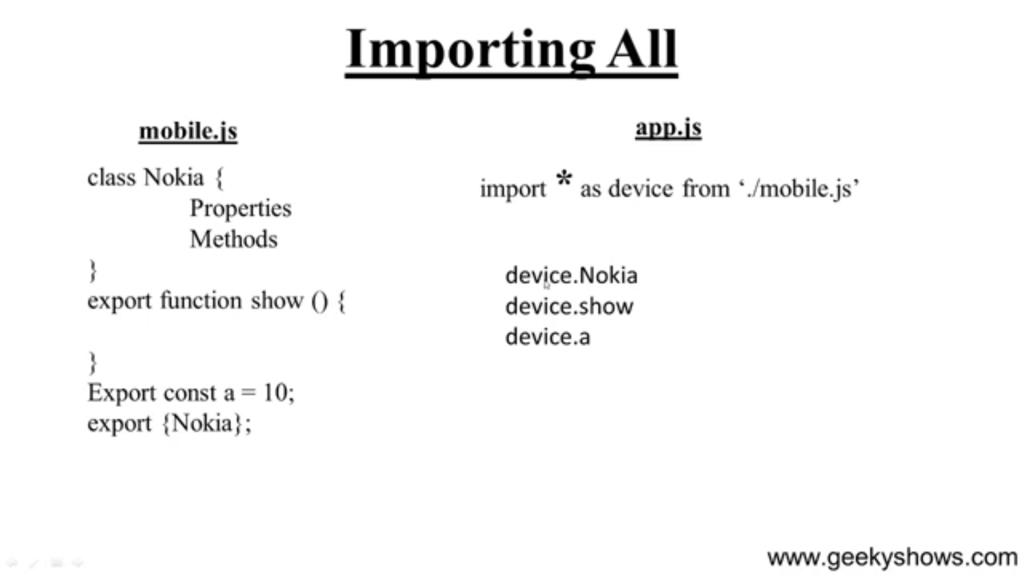 Importing All
mobile.js
class Nokia {
Properties
Methods
}
export function show () {
}
Export const a = 10;
export {Nokia};
app.js
import * as device from ‘./mobile.js’
device.Nokia
device.show
device.a
www.geekyshows.com